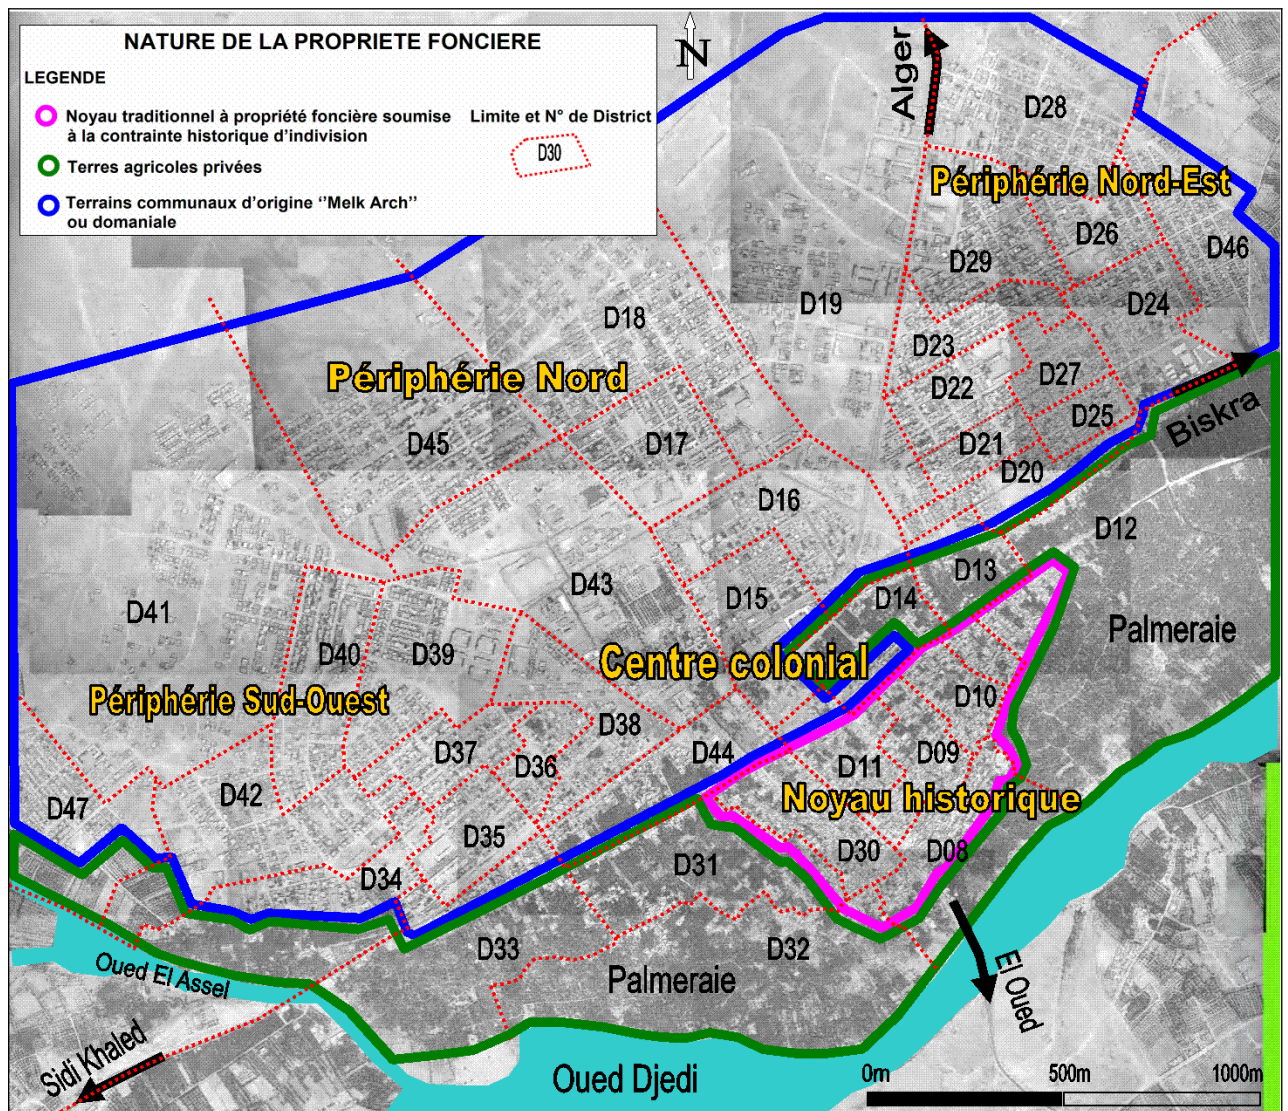 NATURE DE LA PROPRIETE FONCIERE
LEGENDE
Noyau traditionnel à propriété foncière soumise
à la contrainte historique d'indivision
Terres agricoles privées
Terrains communaux d'origine ''Melk Arch''
ou domaniale
Limite et N° de District
D30
N
Alger
D28
Périphérie Nord-Est
D26
D46
D29
D24
D19
D18
D23
Périphérie Nord
D22
D27
D25
Biskra
D45
D17
D21
D20
D16
D12
D13
D43
D15
D14
D41
Palmeraie
D40
D39
Centre colonial
Périphérie Sud-Ouest
D10
D38
D37
D44
D09
D36
D11
D42
D47
Noyau historique
D35
D30
D08
D31
D34
D33
D32
Oued El Assel
Palmeraie
El Oued
Sidi Khaled
Oued Djedi
0m
500m
1000m